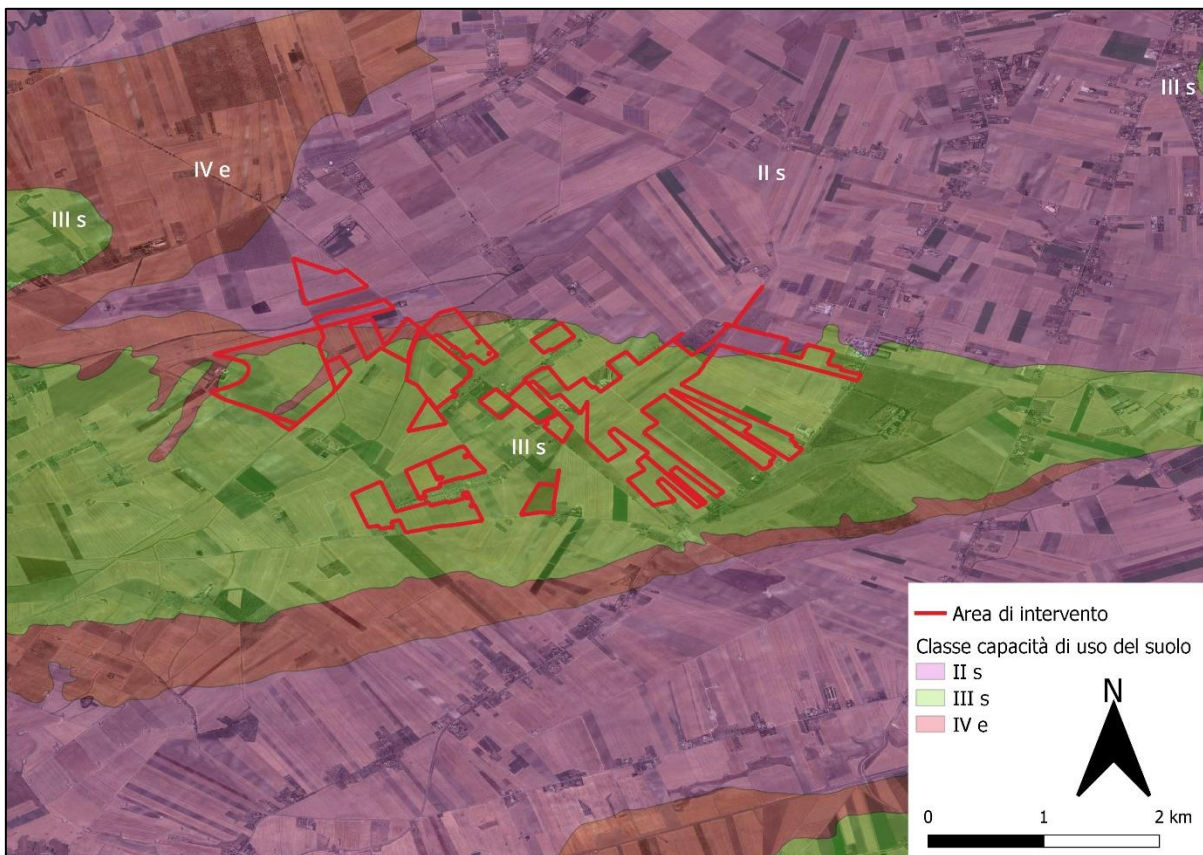 III s
IV e
II s
III s
III s
Area di intervento
Classe capacità di uso del suolo
II s
III s
IV e
N
0 1 2 km